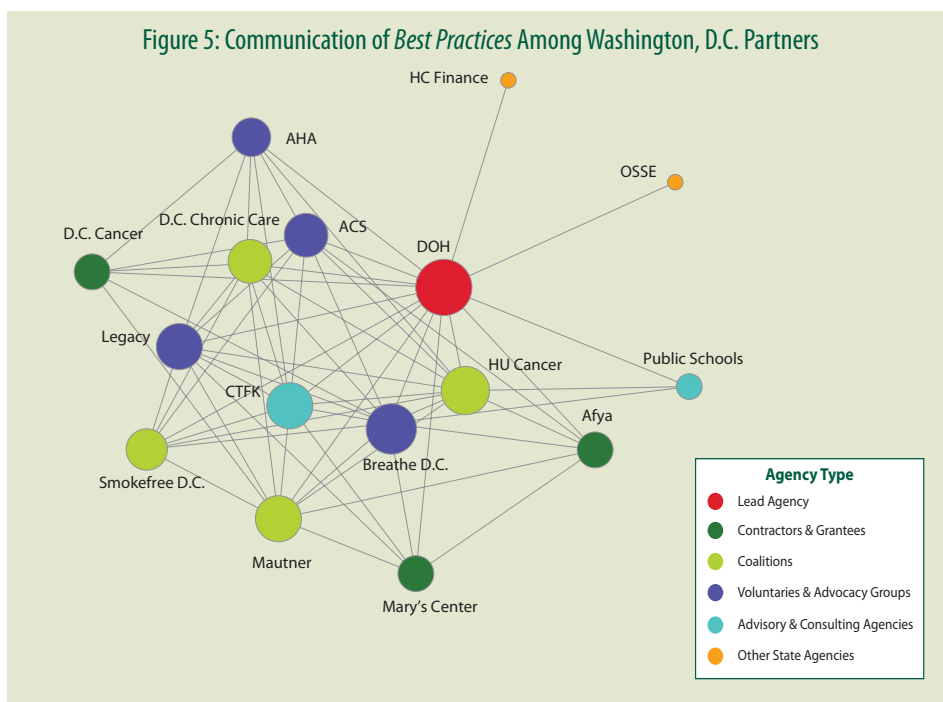 Figure 5: Communication of Best Practices Among Washington, D.C. Partners
HC Finance
AHA
OSSE
D.C. Chronic Care
ACS
D.C. Cancer
DOH
Legacy
HU Cancer
Public Schools
CTFK
Afya
Breathe D.C.
Smokefree D.C.
Mautner
Mary's Center
Agency Type
Lead Agency
Contractors & Grantees
Coalitions
Voluntaries & Advocacy Groups
Advisory & Consulting Agencies
Other State Agencies